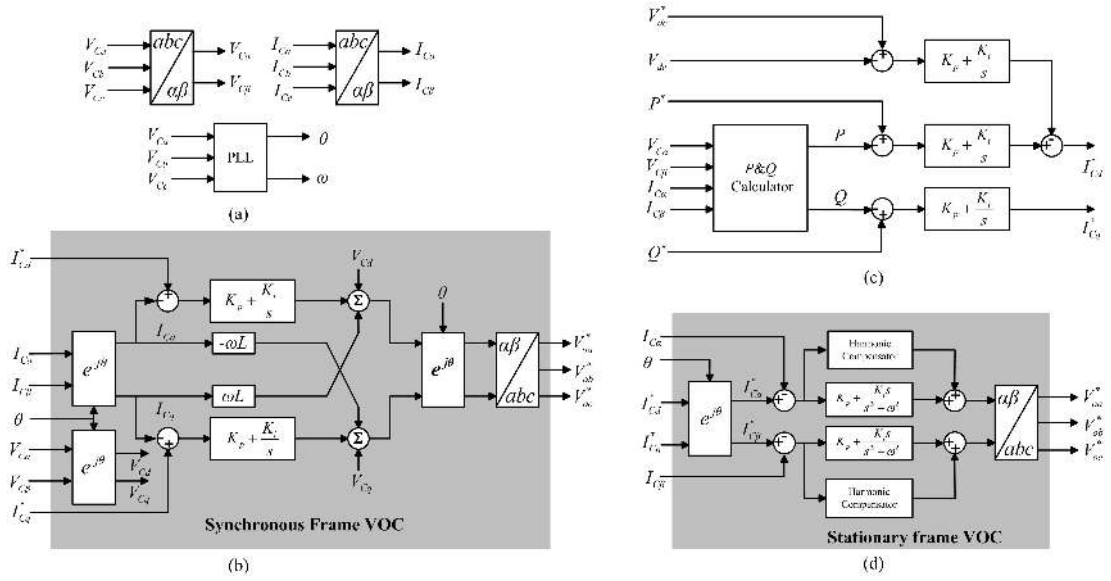 V_Ca
V_Cb
V_Cc
abc
αβ
V_Cα
V_Cβ
I_Ca
I_Cb
I_Cc
abc
αβ
I_Cα
I_Cβ
V_Ca
V_Cb
V_Cc
PLL
θ
ω
(a)
I*_Cd
V_Cd
K_p + K_i/s
θ
-ωL
I_Cα
I_Cβ
e^-jθ
ωL
e^jθ
αβ
abc
V*_oa
V*_ob
V*_oc
θ
V_Cα
V_Cβ
e^-jθ
V_Cd
V_Cq
K_p + K_i/s
Σ
Σ
V_Cq
I*_Cq
Synchronous Frame VOC
(b)
V*_dc
V_dc
K_p + K_i/s
P*
V_Cα
V_Cβ
I_Cα
I_Cβ
P&Q
Calculator
P
K_p + K_i/s
I*_Cd
Q
K_p + K_i/s
I*_Cq
Q*
(c)
I_Cα
Harmonic
Compensator
θ
I*_Cα
K_p + K_i s/s²+ω²
I*_Cd
e^jθ
αβ
abc
V*_oa
V*_ob
V*_oc
I*_Cq
I*_Cβ
K_p + K_i s/s²+ω²
I_Cβ
Harmonic
Compensator
Stationary frame VOC
(d)